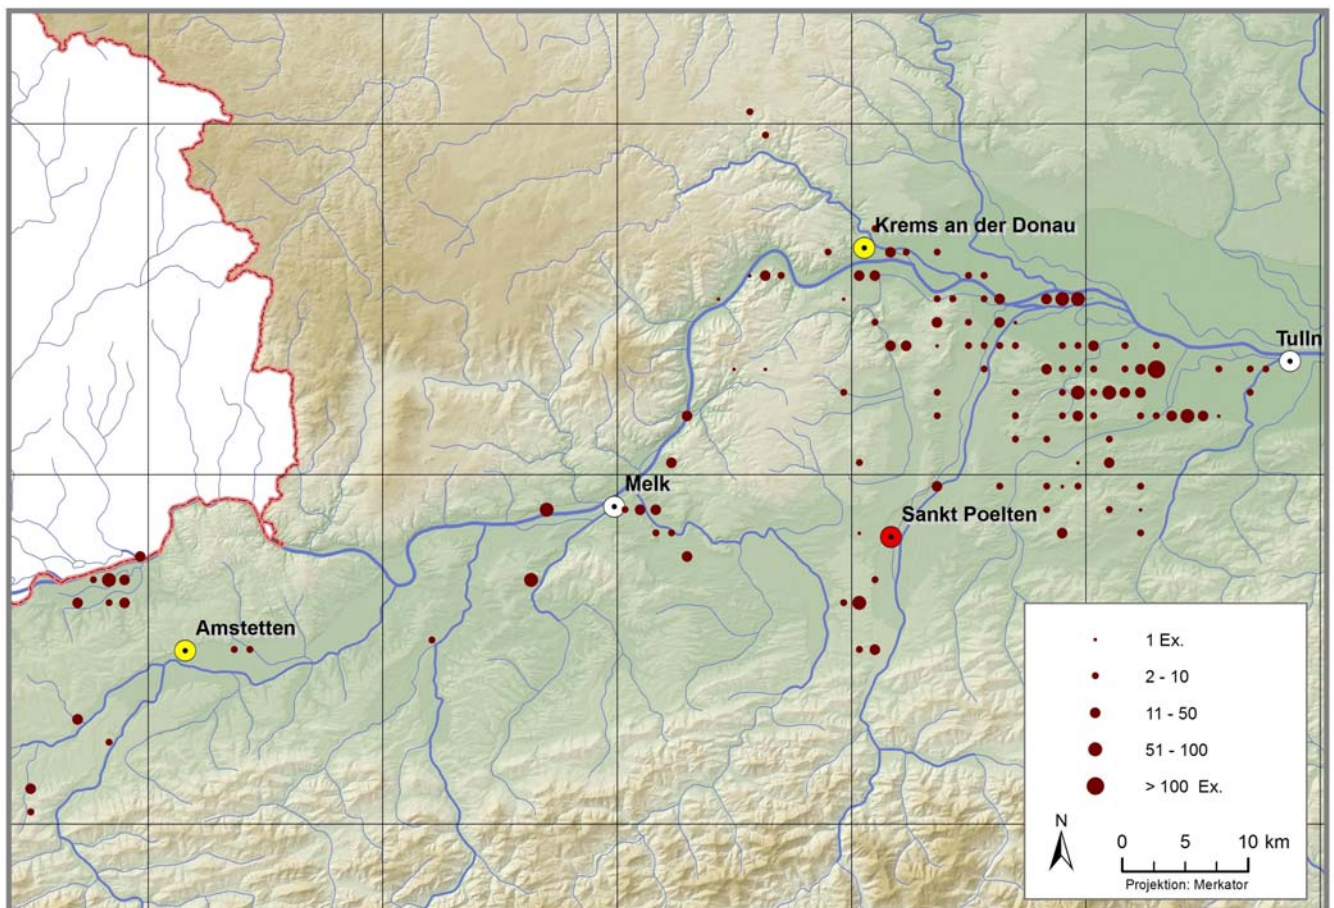 Krems an der Donau
Tulln
Melk
Sankt Poelten
Amstetten
1 Ex.
2 - 10
11 - 50
51 - 100
> 100 Ex.
N
0 5 10 km
Projektion: Merkator